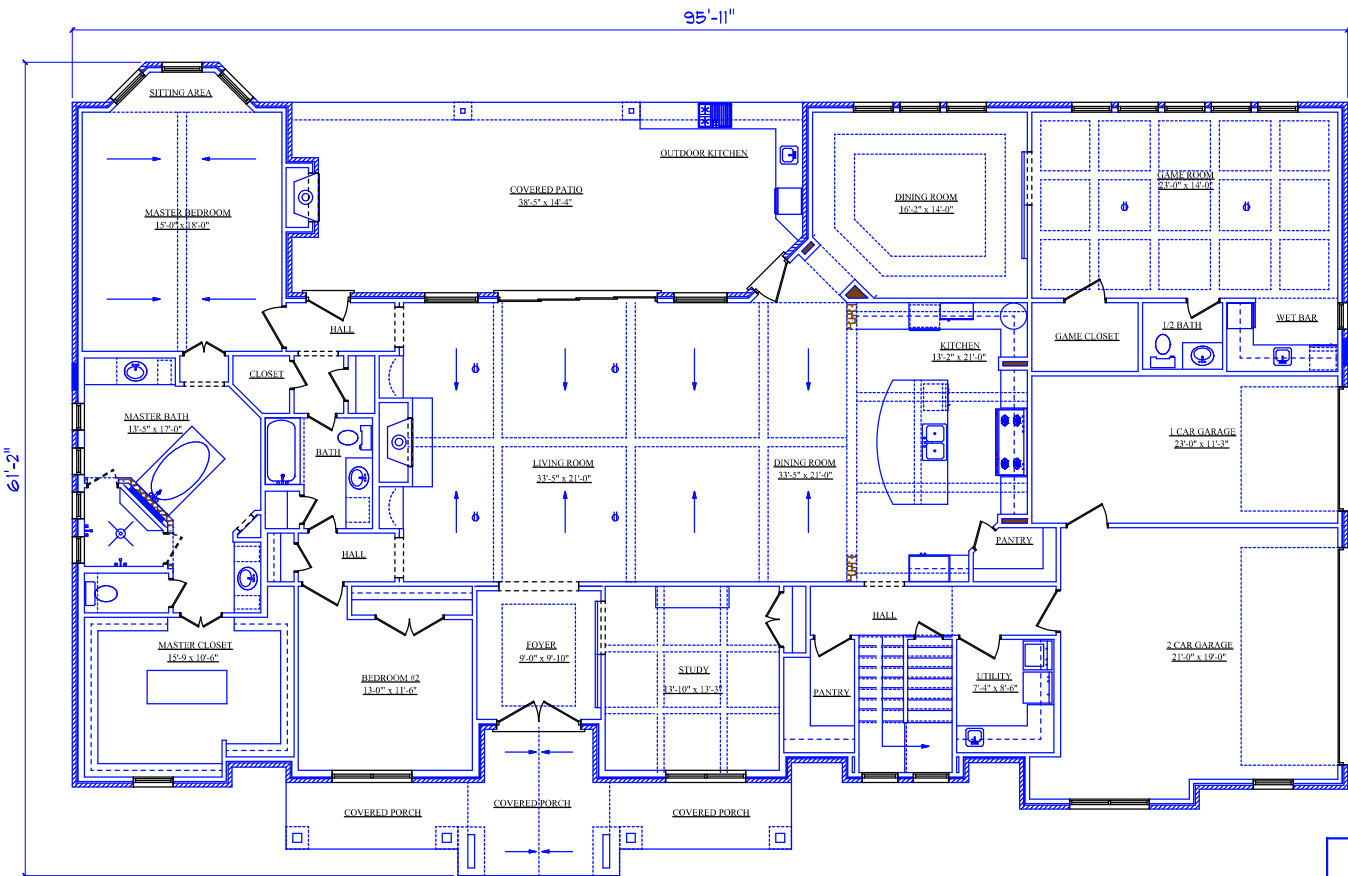 95'-11"
61'-2"
SITTING AREA
MASTER BEDROOM
15'-0" x 18'-0"
COVERED PATIO
38'-5" x 14'-4"
OUTDOOR KITCHEN
DINING ROOM
16'-2" x 14'-0"
GAME ROOM
23'-0" x 14'-0"
HALL
CLOSET
KITCHEN
13'-2" x 21'-0"
GAME CLOSET
1/2 BATH
WET BAR
MASTER BATH
13'-5" x 17'-0"
BATH
LIVING ROOM
33'-5" x 21'-0"
DINING ROOM
33'-5" x 21'-0"
1 CAR GARAGE
23'-0" x 11'-3"
HALL
PANTRY
HALL
MASTER CLOSET
15'-9 x 10'-6"
BEDROOM #2
13-0'" x 11'-6"
FOYER
9'-0" x 9'-10"
STUDY
13'-10" x 13'-3"
PANTRY
UTILITY
7'-4" x 8'-6"
2 CAR GARAGE
21'-0" x 19'-0"
COVERED PORCH
COVERED PORCH
COVERED PORCH